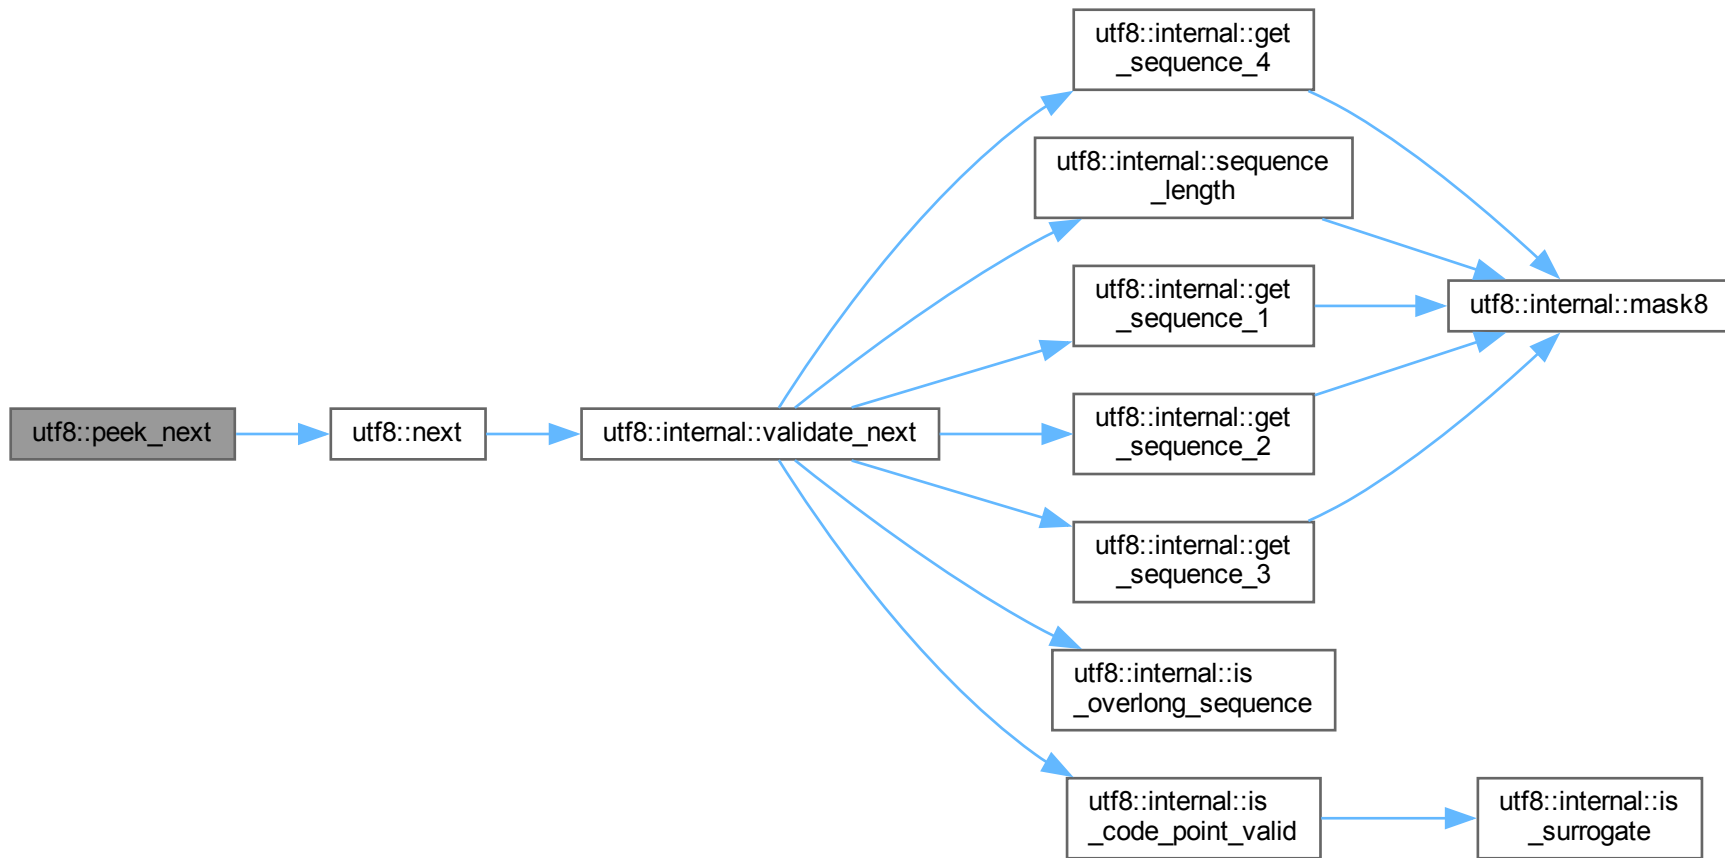 utf8::peek_next
utf8::next
utf8::internal::validate_next
utf8::internal::get
_sequence_4
utf8::internal::sequence
_length
utf8::internal::get
_sequence_1
utf8::internal::get
_sequence_2
utf8::internal::get
_sequence_3
utf8::internal::is
_overlong_sequence
utf8::internal::is
_code_point_valid
utf8::internal::mask8
utf8::internal::is
_surrogate